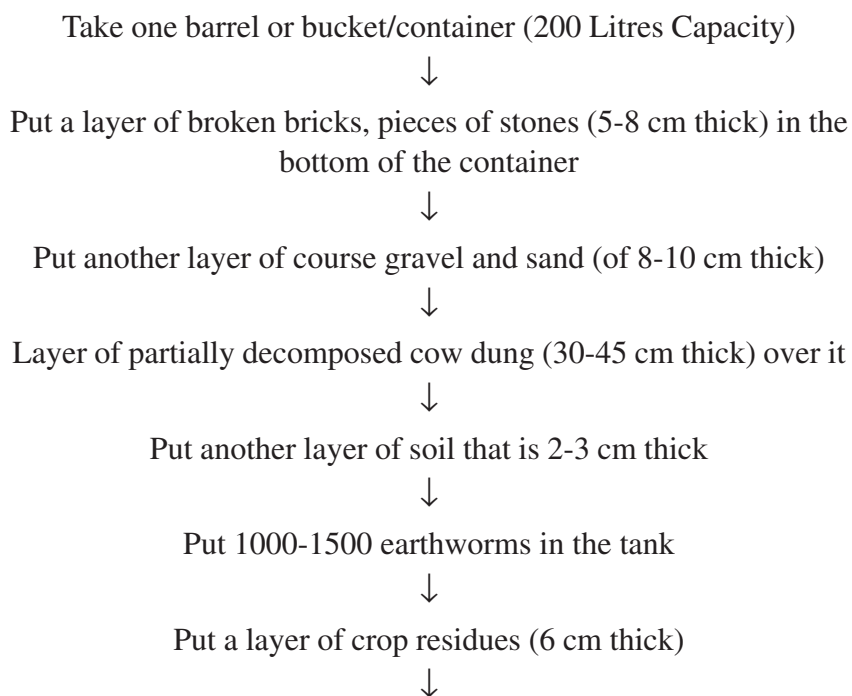 Take one barrel or bucket/container (200 Litres Capacity)
↓
Put a layer of broken bricks, pieces of stones (5-8 cm thick) in the
bottom of the container
↓
Put another layer of course gravel and sand (of 8-10 cm thick)
↓
Layer of partially decomposed cow dung (30-45 cm thick) over it
↓
Put another layer of soil that is 2-3 cm thick
↓
Put 1000-1500 earthworms in the tank
↓
Put a layer of crop residues (6 cm thick)
↓